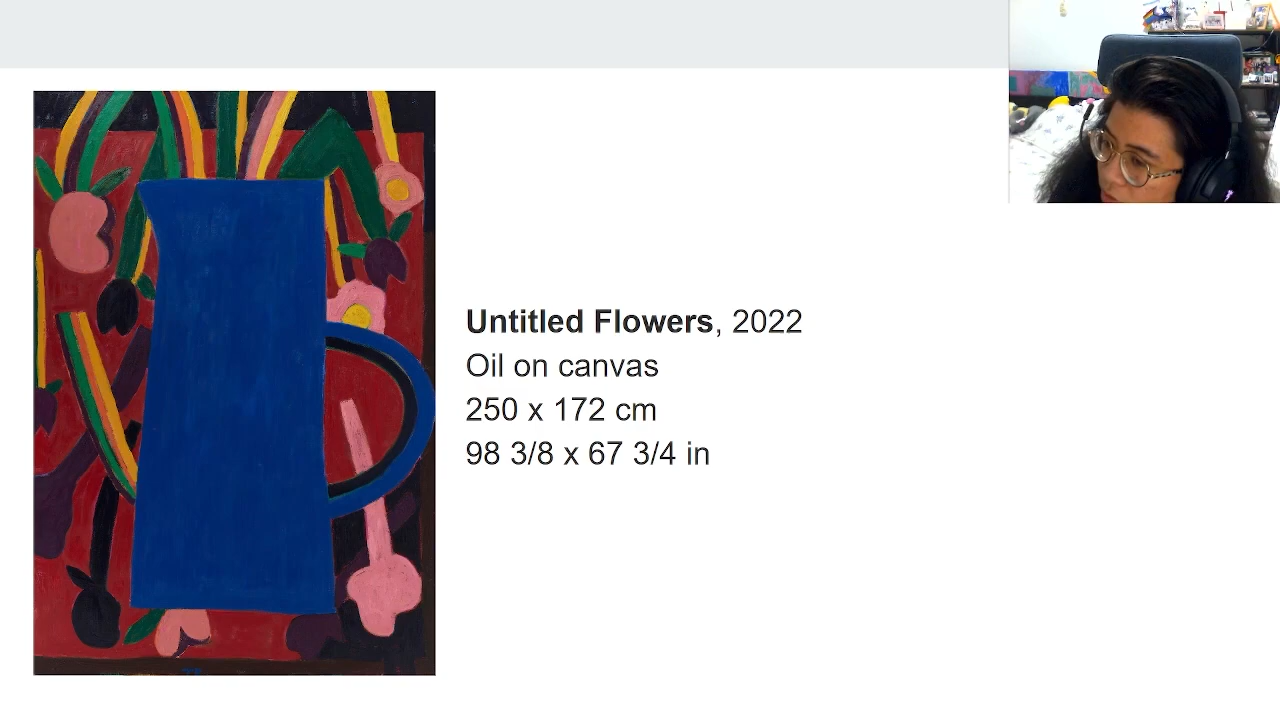 Untitled Flowers, 2022
Oil on canvas
250 x 172 cm
98 3/8 x 67 3/4 in